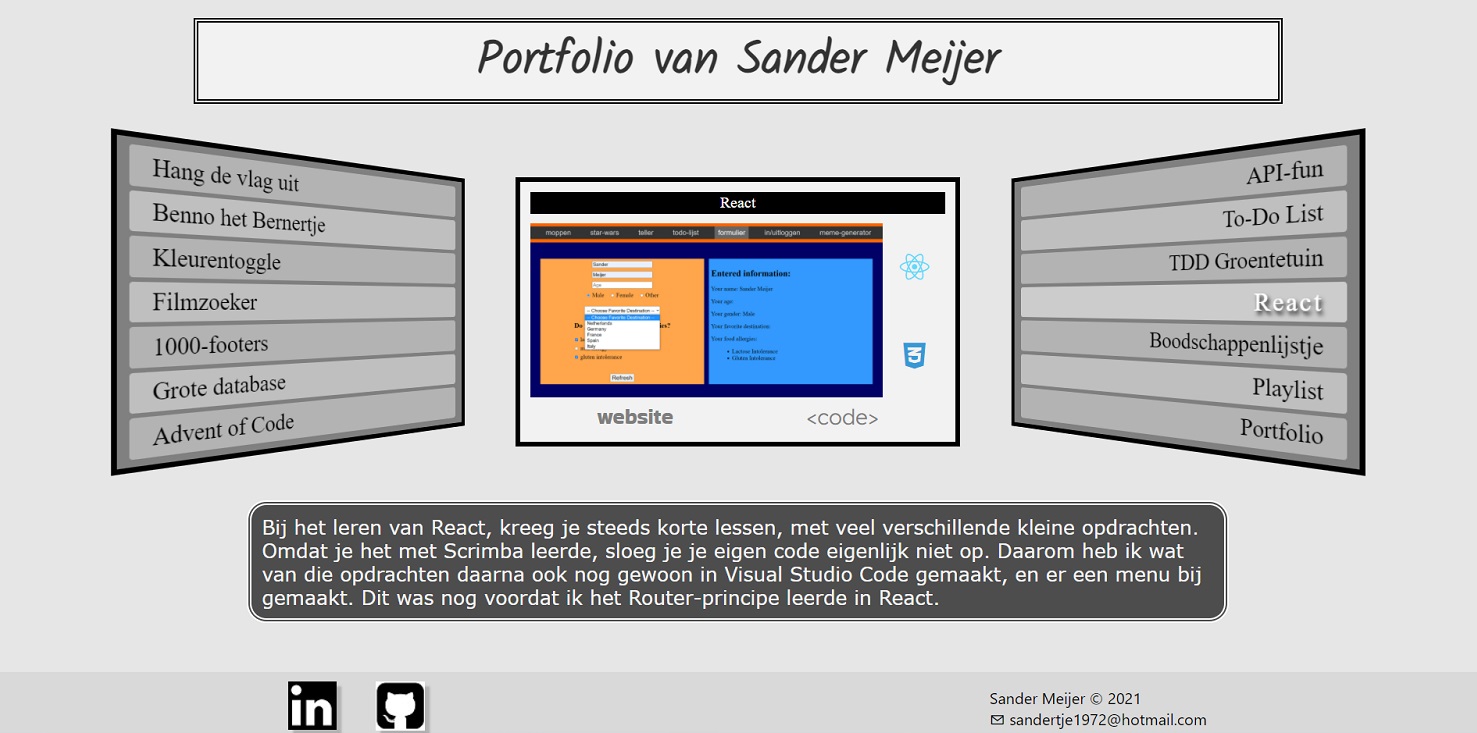 Portfolio van Sander Meijer
Hang de vlag uit
Benno het Bernertje
Kleurentoggle
Filmzoeker
1000-footers
Grote database
Advent of Code
React
moppen star-wars teller todo-lijst formulier in/uitloggen meme-generator
Sander
Meijer
Age
Male Female Other
-- Choose Favorite Destination --
-- Choose Favorite Destination --
Netherlands
Germany
France
Spain
Italy
Do
gluten intolerance
Refresh
Entered information:
Your name: Sander Meijer
Your age:
Your gender: Male
Your favorite destination:
Your food allergies:
Lactose Intolerance
Gluten Intolerance
website <code>
API-fun
To-Do List
TDD Groentetuin
React
Boodschappenlijstje
Playlist
Portfolio
Bij het leren van React, kreeg je steeds korte lessen, met veel verschillende kleine opdrachten.
Omdat je het met Scrimba leerde, sloeg je je eigen code eigenlijk niet op. Daarom heb ik wat
van die opdrachten daarna ook nog gewoon in Visual Studio Code gemaakt, en er een menu bij
gemaakt. Dit was nog voordat ik het Router-principe leerde in React.
in
Sander Meijer © 2021
sandertje1972@hotmail.com